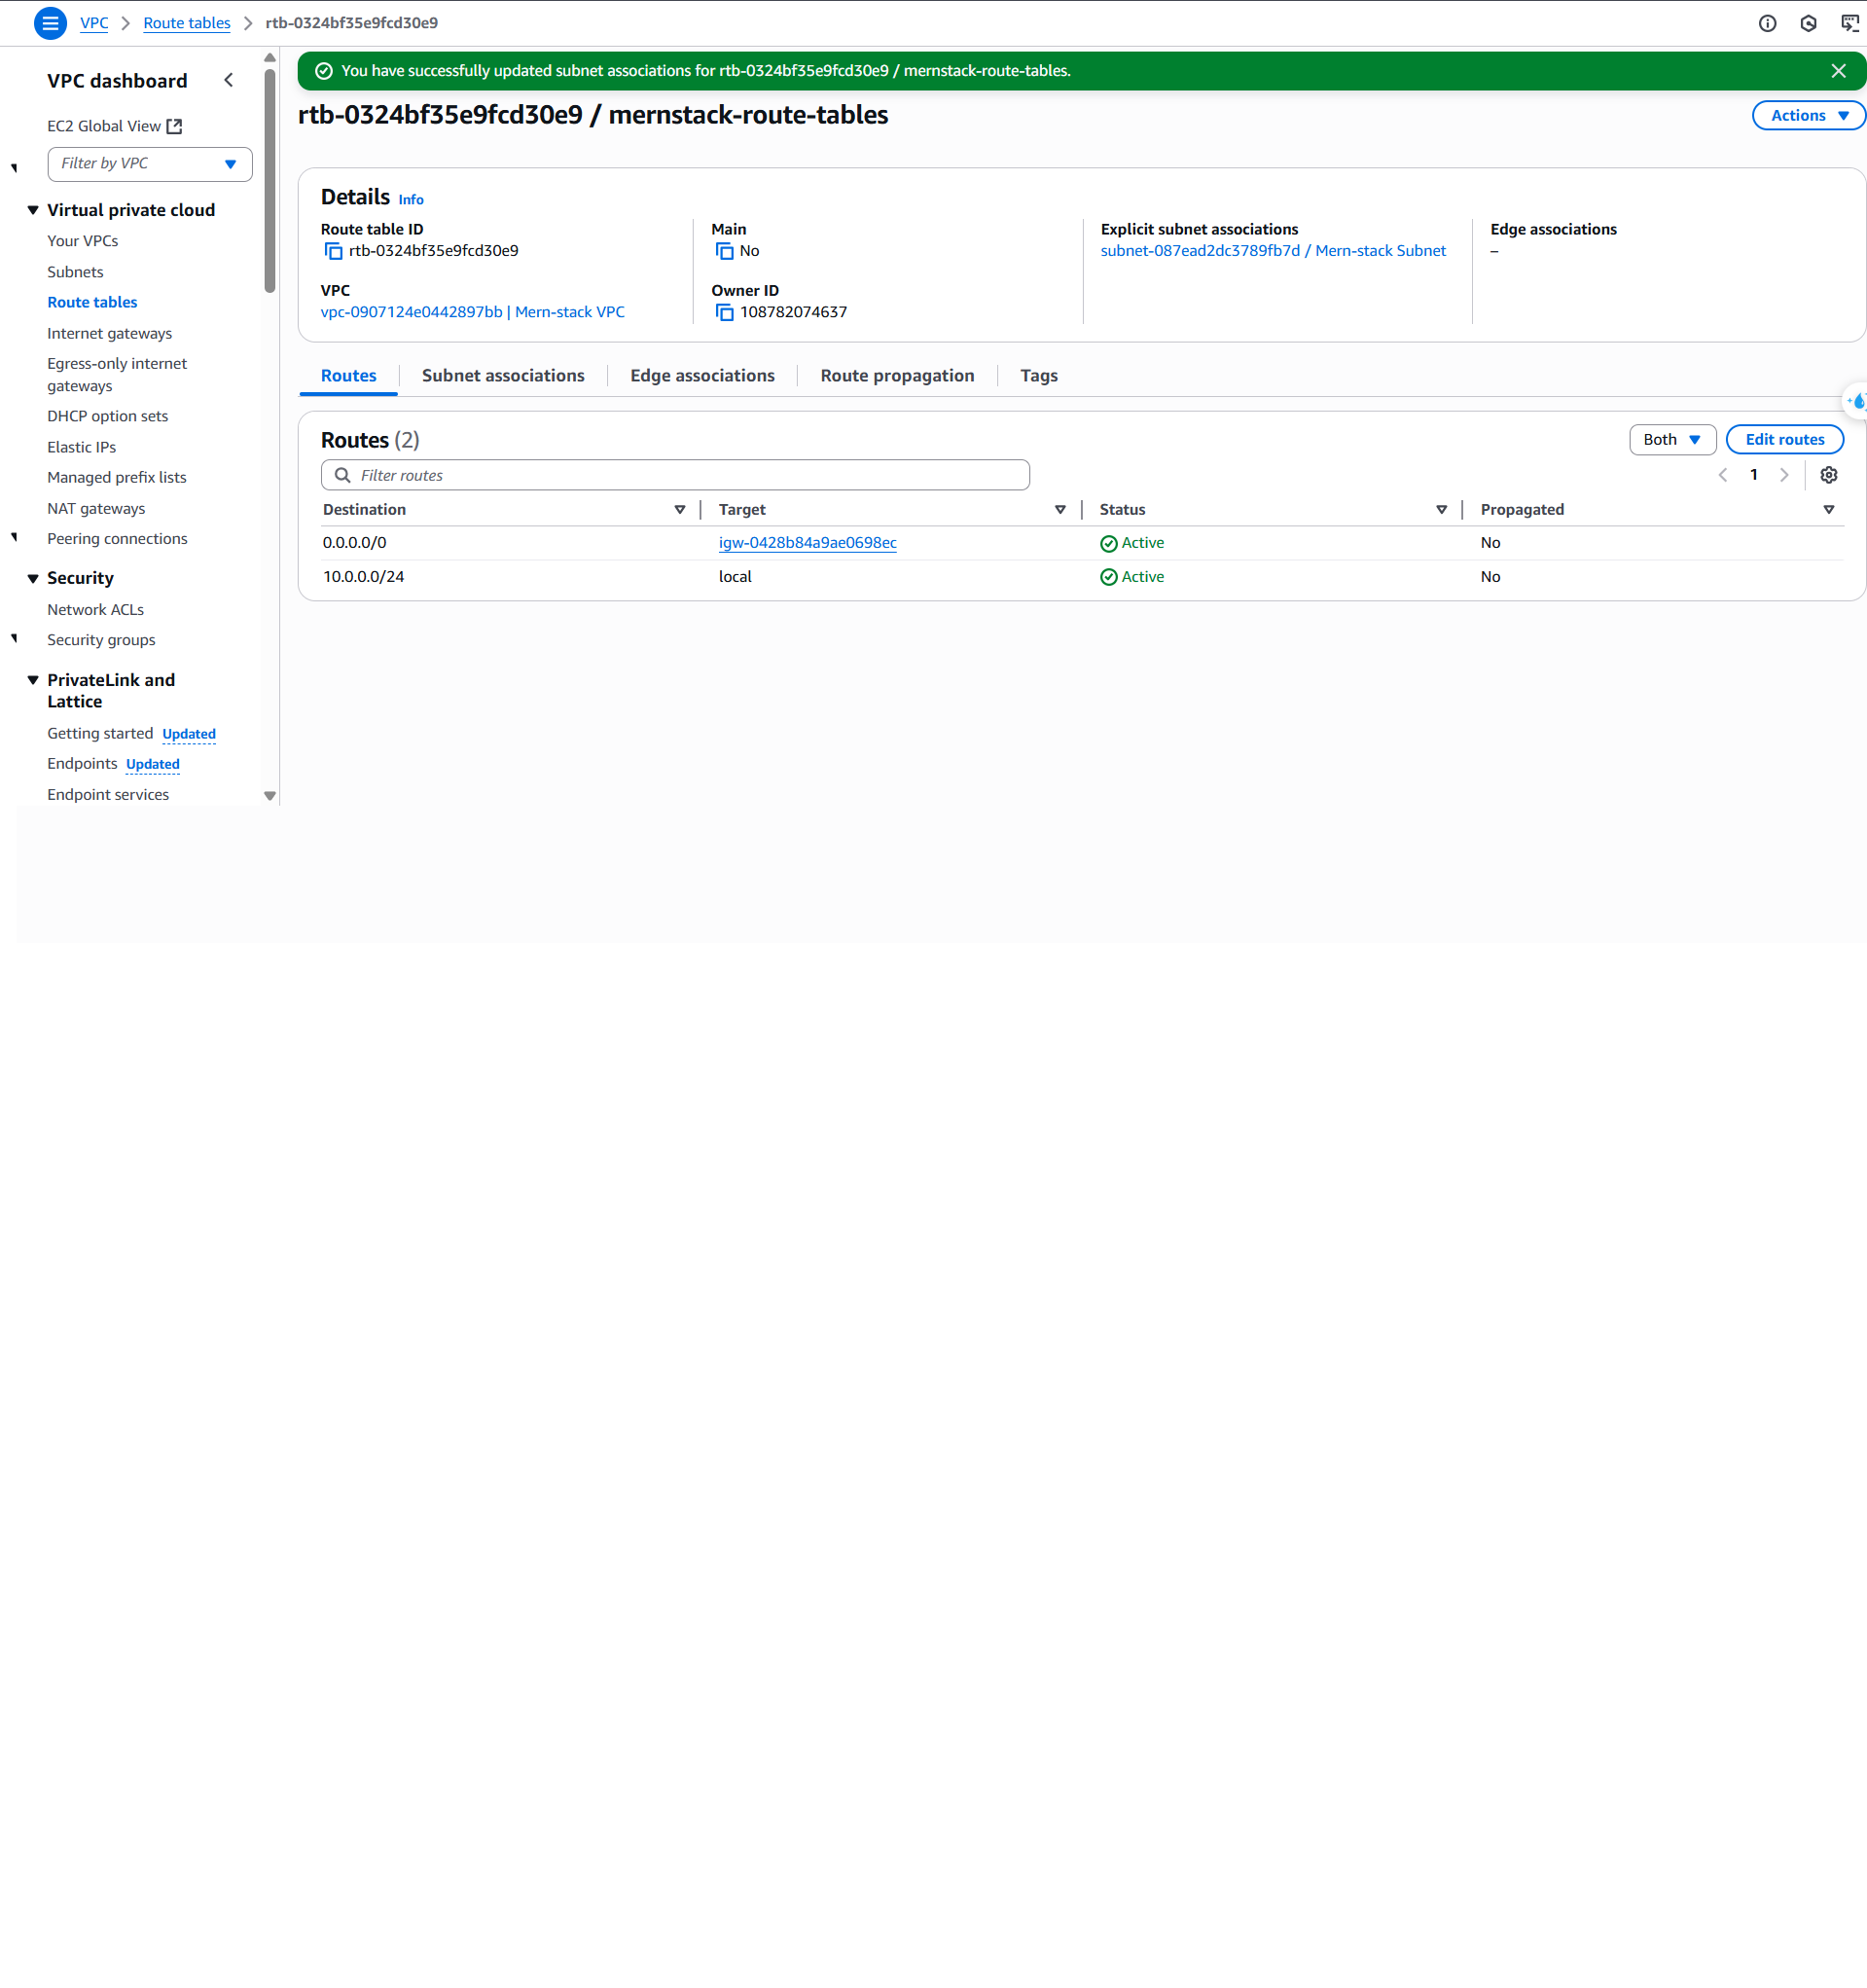 VPC > Route tables > rtb-0324bf35e9fcd30e9
VPC dashboard
EC2 Global View
Filter by VPC
Virtual private cloud
Your VPCs
Subnets
Route tables
Internet gateways
Egress-only internet
gateways
DHCP option sets
Elastic IPs
Managed prefix lists
NAT gateways
Peering connections
Security
Network ACLs
Security groups
PrivateLink and
Lattice
Getting started Updated
Endpoints Updated
Endpoint services
You have successfully updated subnet associations for rtb-0324bf35e9fcd30e9 / mernstack-route-tables.
rtb-0324bf35e9fcd30e9 / mernstack-route-tables
Actions
Details Info
Route table ID
rtb-0324bf35e9fcd30e9
Main
No
Explicit subnet associations
subnet-087ead2dc3789fb7d / Mern-stack Subnet
Edge associations
–
VPC
vpc-0907124e0442897bb | Mern-stack VPC
Owner ID
108782074637
Routes Subnet associations Edge associations Route propagation Tags
Routes (2)
Both Edit routes
Filter routes
1
Destination Target Status Propagated
0.0.0.0/0 igw-0428b84a9ae0698ec Active No
10.0.0.0/24 local Active No